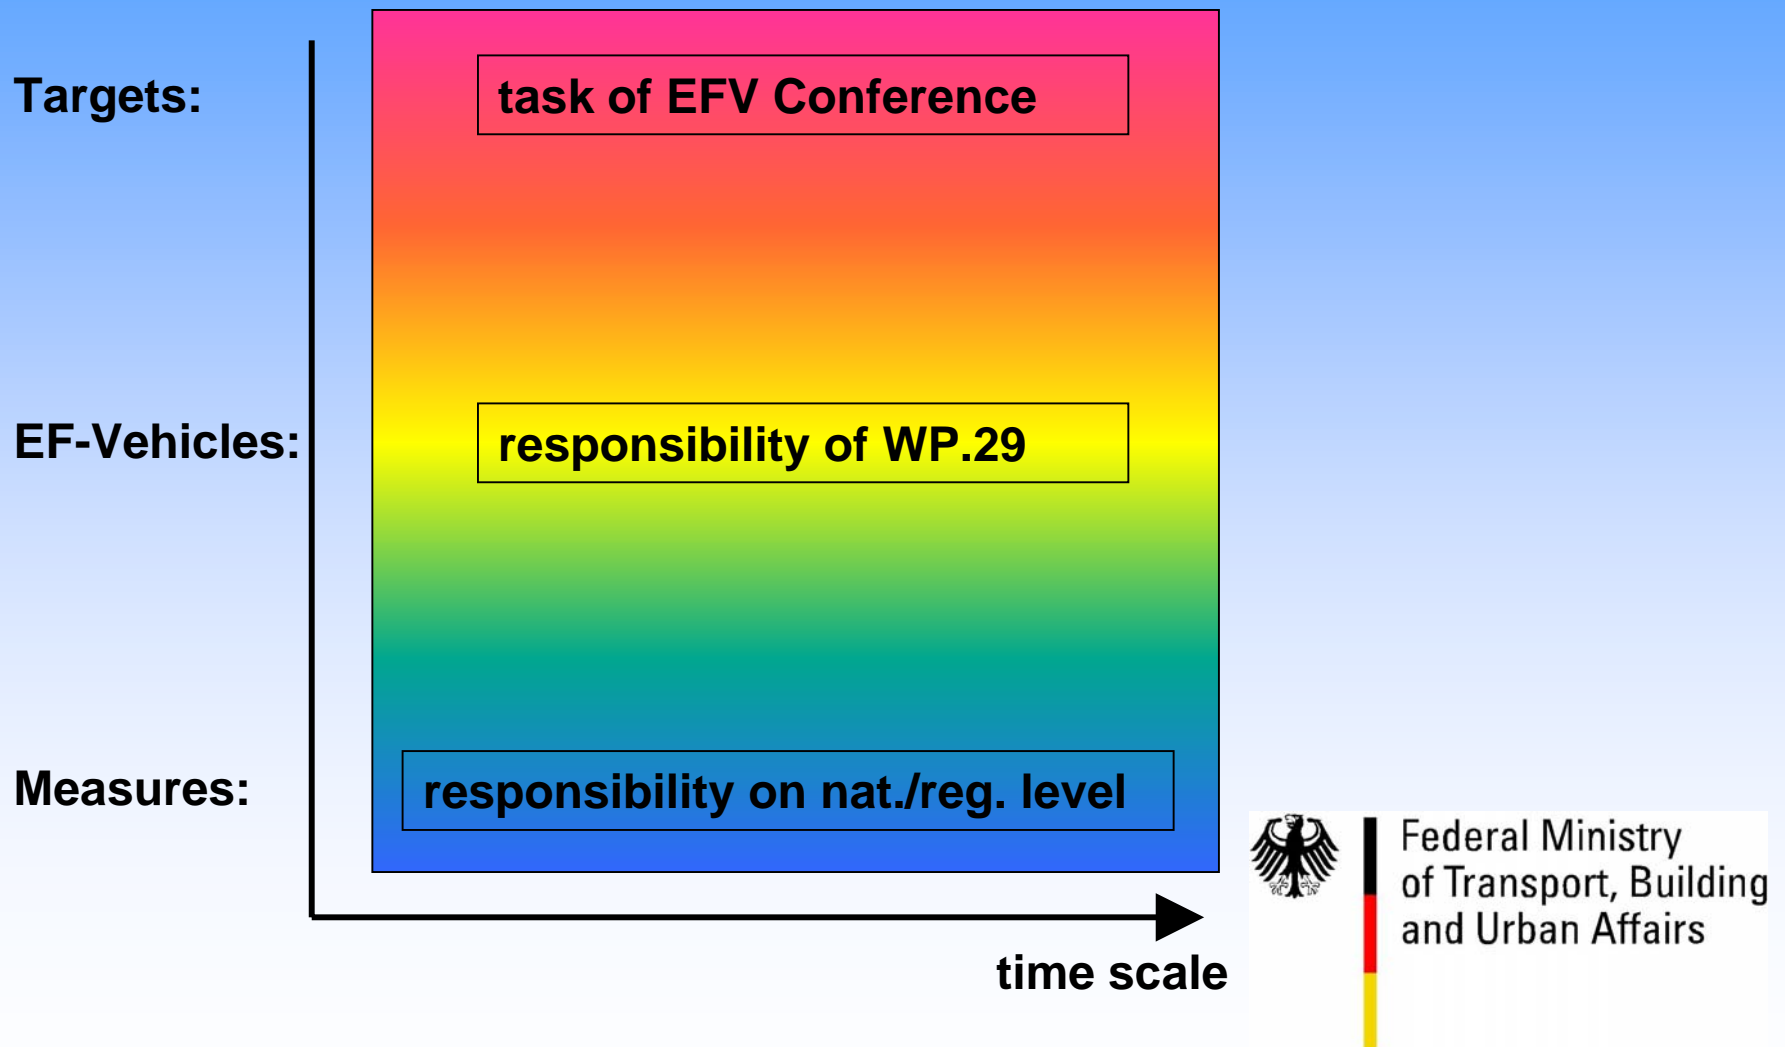 Targets:
task of EFV Conference
EF-Vehicles:
responsibility of WP.29
Measures:
responsibility on nat./reg. level
time scale
Federal Ministry
of Transport, Building
and Urban Affairs